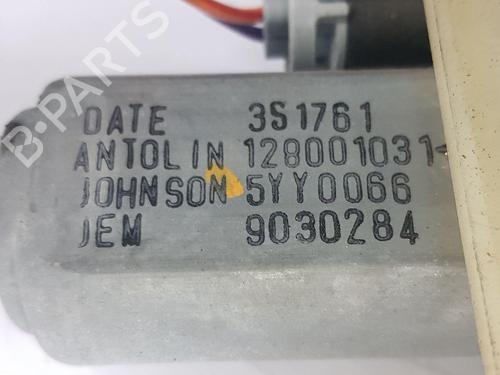 DATE 3S1761
ANTOLIN 128001031-
JOHNSON 5YY0066
JEM 9030284
B-PARTS